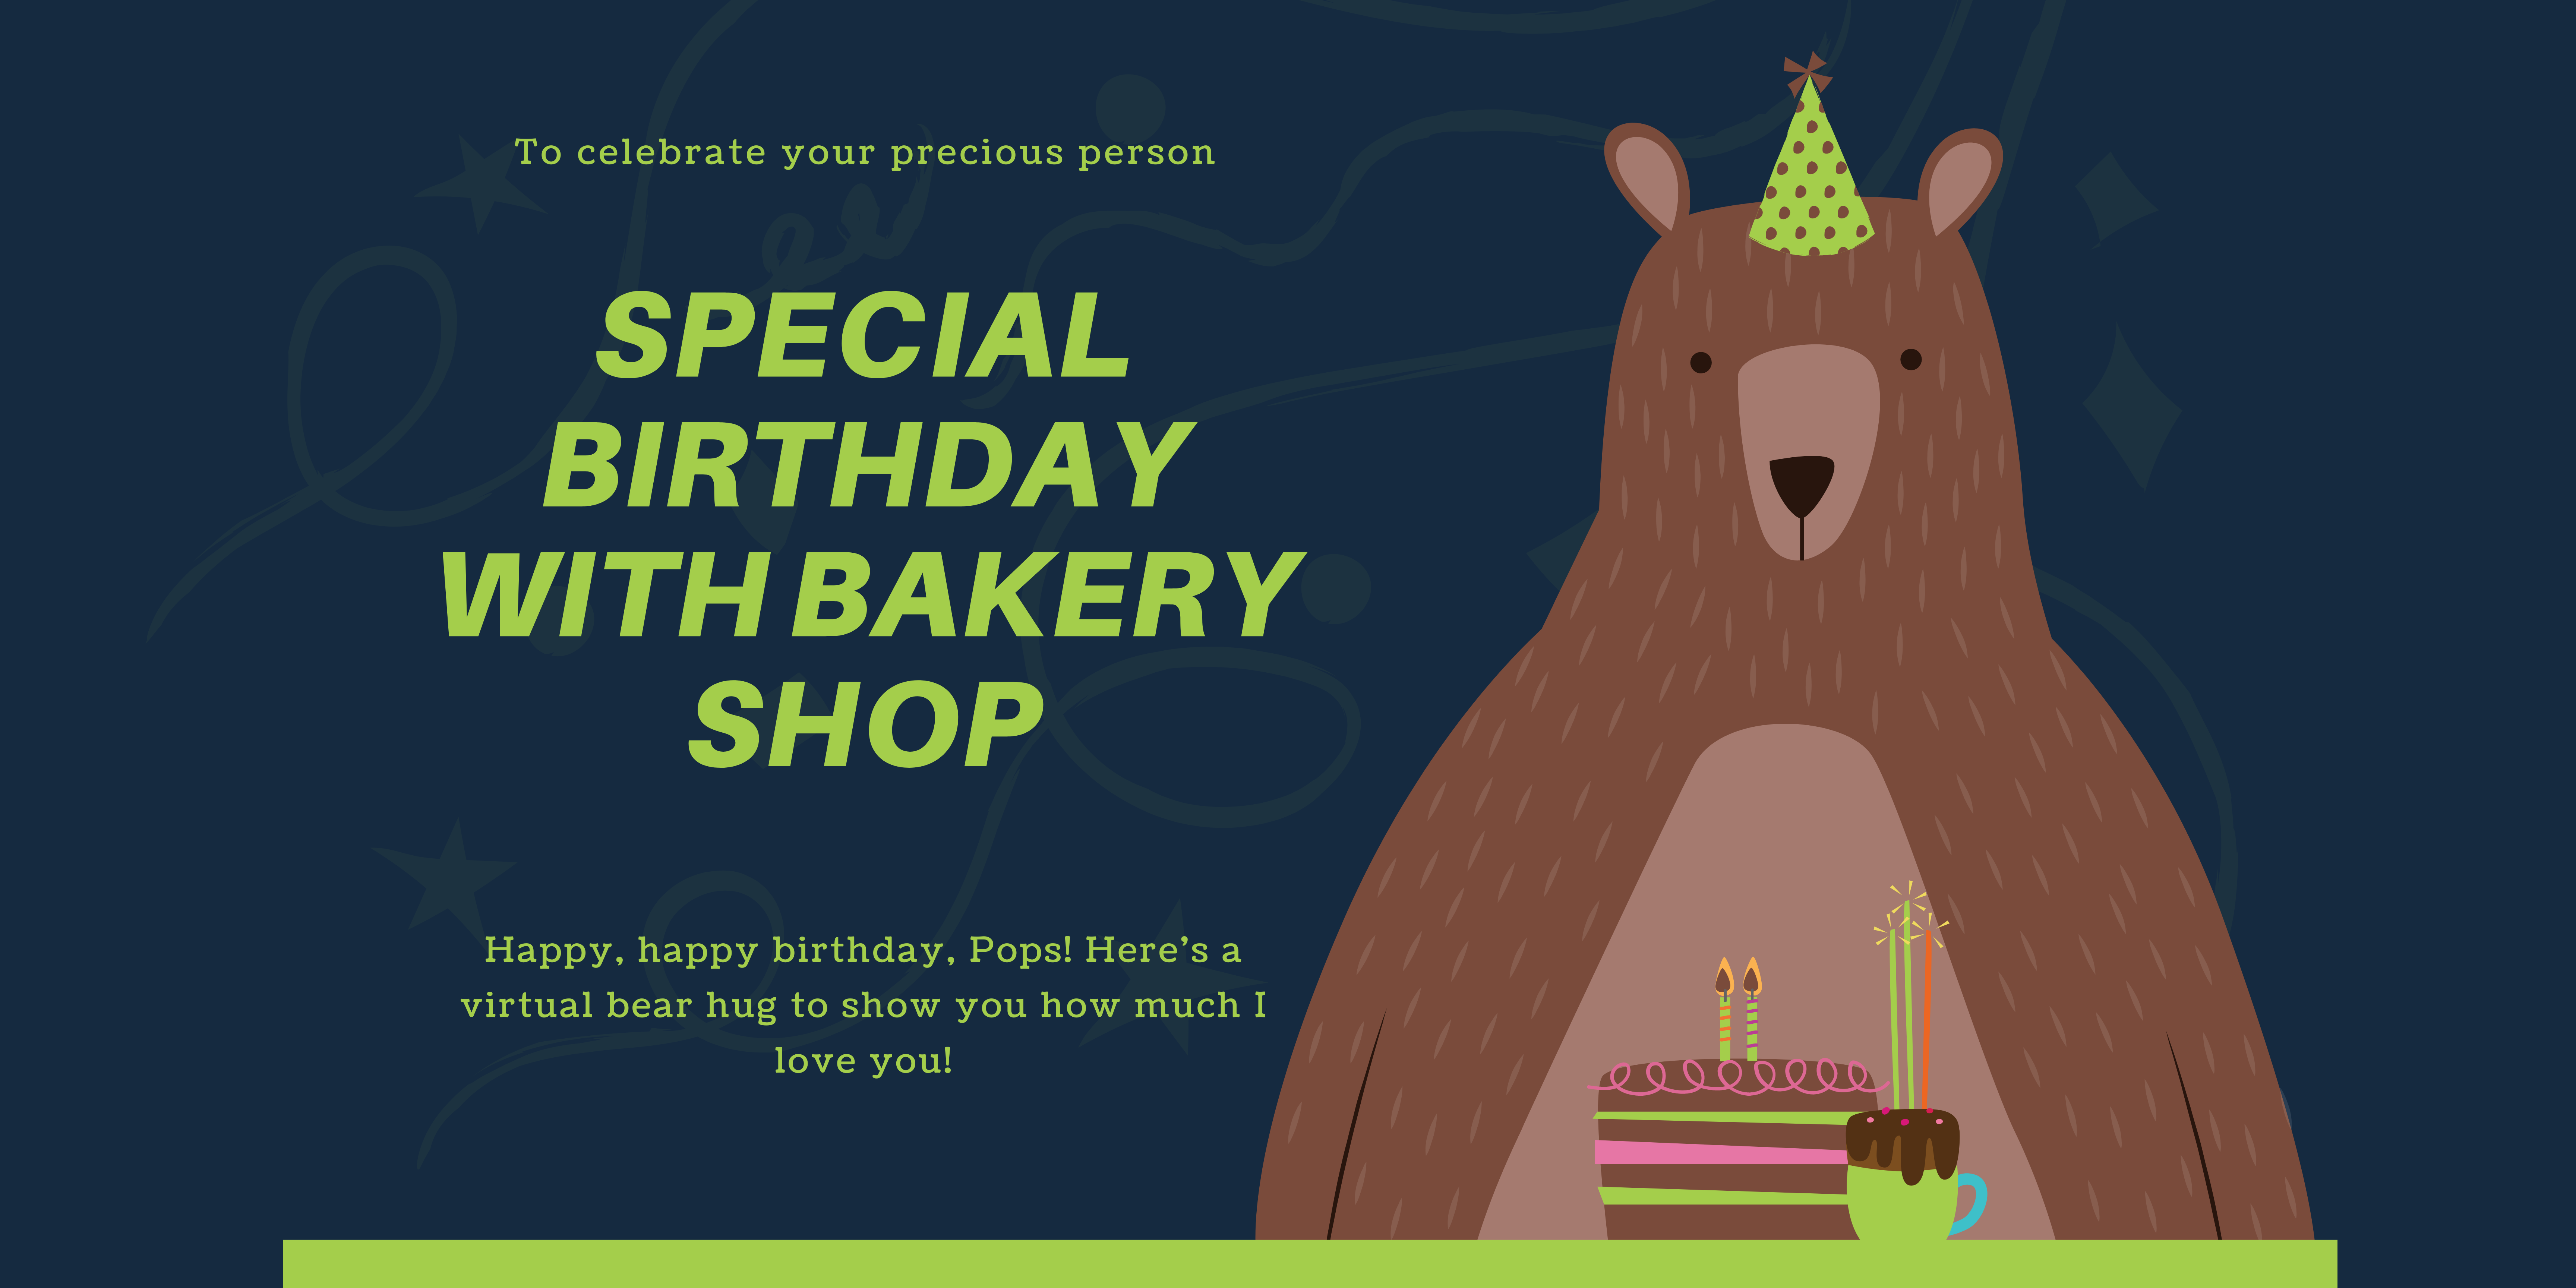 To celebrate your precious person
SPECIAL
BIRTHDAY
WITH BAKERY
SHOP
Happy, happy birthday, Pops! Here’s a
virtual bear hug to show you how much I
love you!